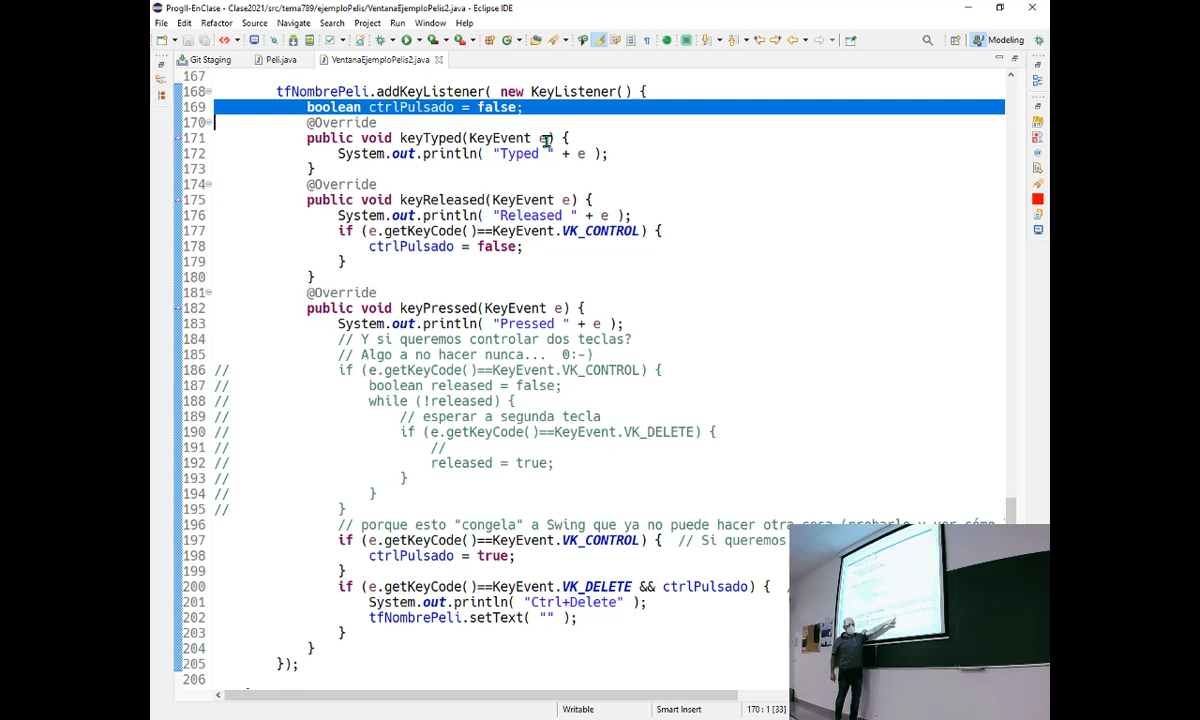 ProgII-EnClase - Clase2021/src/tema789/ejemploPelis/VentanaEjemploPelis2.java - Eclipse IDE
File Edit Refactor Source Navigate Search Project Run Window Help
Modeling
Git Staging Peli.java VentanaEjemploPelis2.java
167
168 tfNombrePeli.addKeyListener( new KeyListener() {
169 boolean ctrlPulsado = false;
170 @Override
171 public void keyTyped(KeyEvent e) {
172 System.out.println( "Typed " + e );
173 }
174 @Override
175 public void keyReleased(KeyEvent e) {
176 System.out.println( "Released " + e );
177 if (e.getKeyCode()==KeyEvent.VK_CONTROL) {
178 ctrlPulsado = false;
179 }
180 }
181 @Override
182 public void keyPressed(KeyEvent e) {
183 System.out.println( "Pressed " + e );
184 // Y si queremos controlar dos teclas?
185 // Algo a no hacer nunca... 0:-)
186 // if (e.getKeyCode()==KeyEvent.VK_CONTROL) {
187 // boolean released = false;
188 // while (!released) {
189 // // esperar a segunda tecla
190 // if (e.getKeyCode()==KeyEvent.VK_DELETE) {
191 // //
192 // released = true;
193 // }
194 // }
195 // }
196 // porque esto "congela" a Swing que ya no puede hacer otra cosa (probarlo y ver cómo
197 if (e.getKeyCode()==KeyEvent.VK_CONTROL) { // Si queremos
198 ctrlPulsado = true;
199 }
200 if (e.getKeyCode()==KeyEvent.VK_DELETE && ctrlPulsado) {
201 System.out.println( "Ctrl+Delete" );
202 tfNombrePeli.setText( "" );
203 }
204 }
205 });
206
Writable Smart Insert 170 : 1 [33]